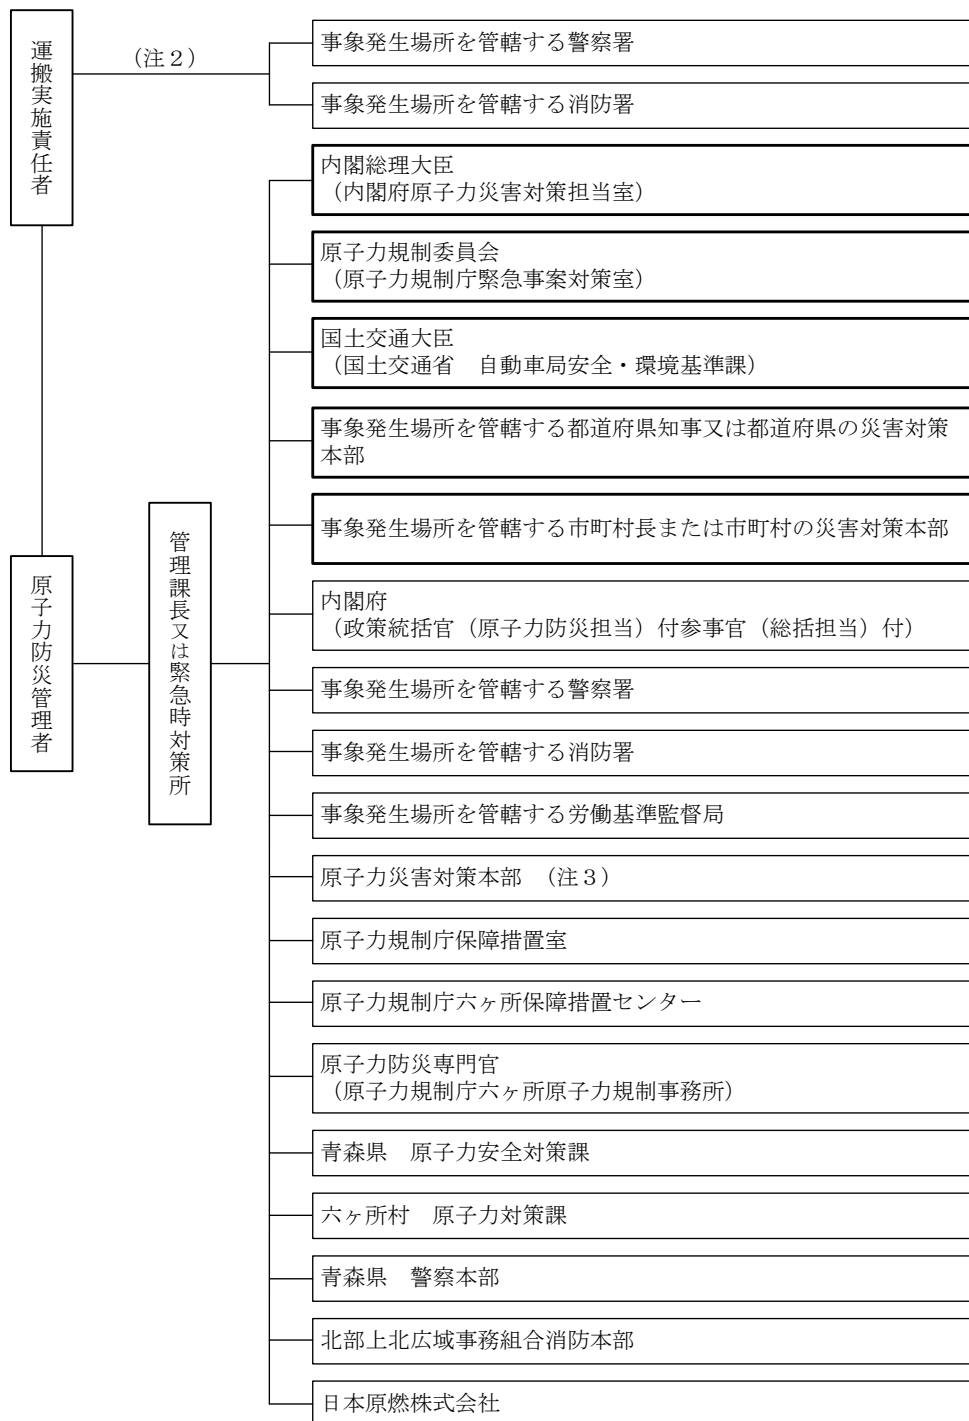 運搬実施責任者
（注２）
事象発生場所を管轄する警察署
事象発生場所を管轄する消防署
内閣総理大臣
（内閣府原子力災害対策担当室）
原子力規制委員会
（原子力規制庁緊急事案対策室）
国土交通大臣
（国土交通省　自動車局安全・環境基準課）
事象発生場所を管轄する都道府県知事又は都道府県の災害対策
本部
事象発生場所を管轄する市町村長または市町村の災害対策本部
原子力防災管理者
管理課長又は緊急時対策所
内閣府
（政策統括官（原子力防災担当）付参事官（総括担当）付）
事象発生場所を管轄する警察署
事象発生場所を管轄する消防署
事象発生場所を管轄する労働基準監督局
原子力災害対策本部　（注３）
原子力規制庁保障措置室
原子力規制庁六ヶ所保障措置センター
原子力防災専門官
（原子力規制庁六ヶ所原子力規制事務所）
青森県　原子力安全対策課
六ヶ所村　原子力対策課
青森県　警察本部
北部上北広域事務組合消防本部
日本原燃株式会社